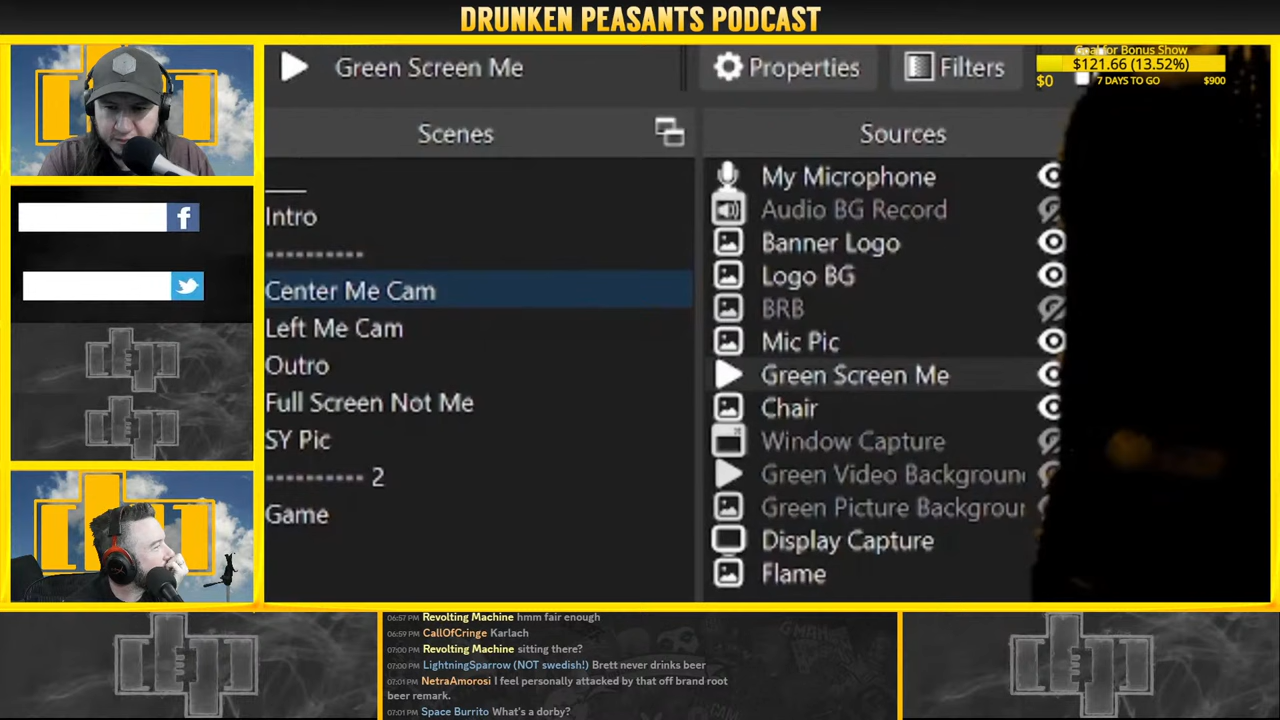 DRUNKEN PEASANTS PODCAST
Green Screen Me
Properties
Filters
Goal for Bonus Show
$121.66 (13.52%)
$0
7 DAYS TO GO
$900
Scenes
Intro
----------
Center Me Cam
Left Me Cam
Outro
Full Screen Not Me
SY Pic
---------- 2
Game
Sources
My Microphone
Audio BG Record
Banner Logo
Logo BG
BRB
Mic Pic
Green Screen Me
Chair
Window Capture
Green Video Background
Green Picture Backgrour
Display Capture
Flame
06:57 PM Revolting Machine hmm fair enough
06:59 PM CallOfCringe Karlach
07:00 PM Revolting Machine sitting there?
07:00 PM LightningSparrow (NOT swedish!) Brett never drinks beer
07:01 PM NetraAmorosi I feel personally attacked by that off brand root
beer remark.
07:01 PM Space Burrito What's a dorby?